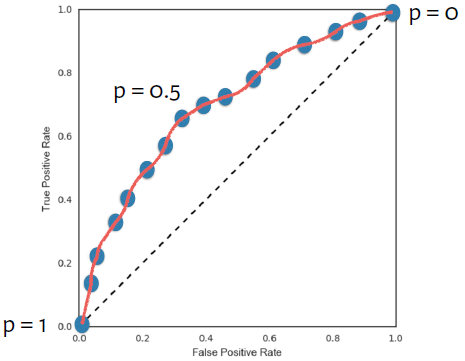 p = 0
1.0
0.8
p = 0.5
0.6
True Positive Rate
0.4
0.2
p = 1
0.0
0.0 0.2 0.4 0.6 0.8 1.0
False Positive Rate